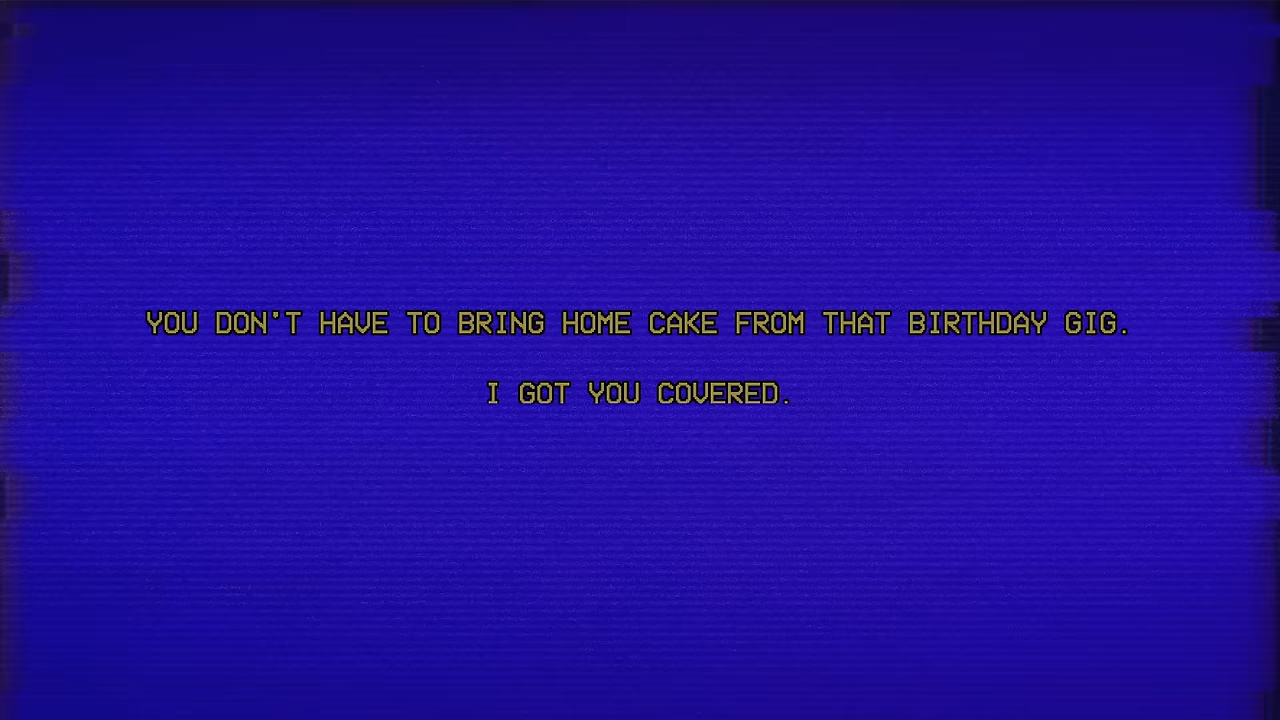 YOU DON'T HAVE TO BRING HOME CAKE FROM THAT BIRTHDAY GIG.
I GOT YOU COVERED.